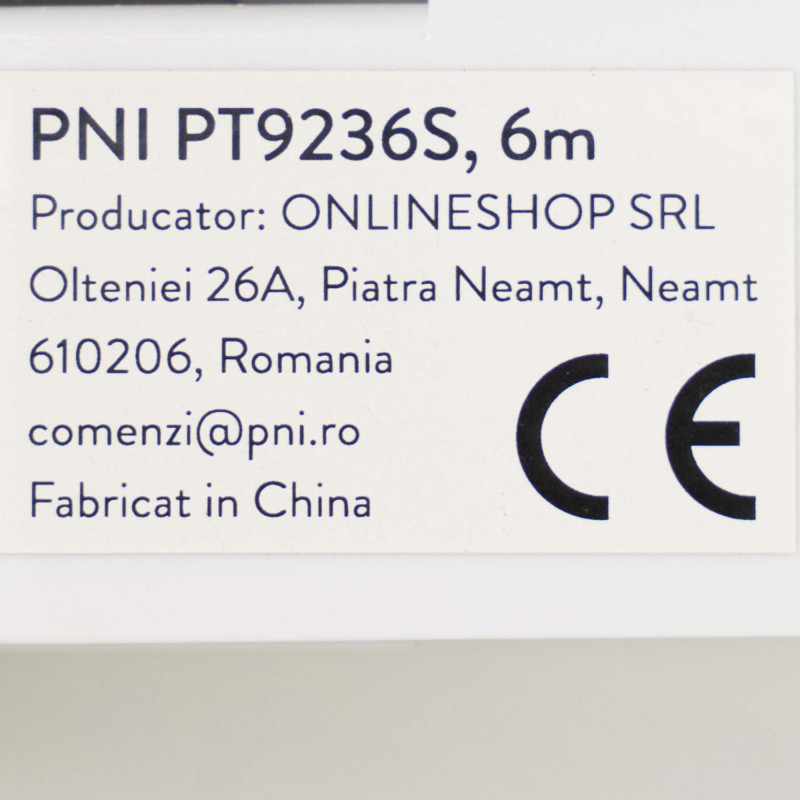 PNI PT9236S, 6m
Producator: ONLINESHOP SRL
Olteniei 26A, Piatra Neamt, Neamt
610206, Romania
comenzi@pni.ro
Fabricat in China
CE